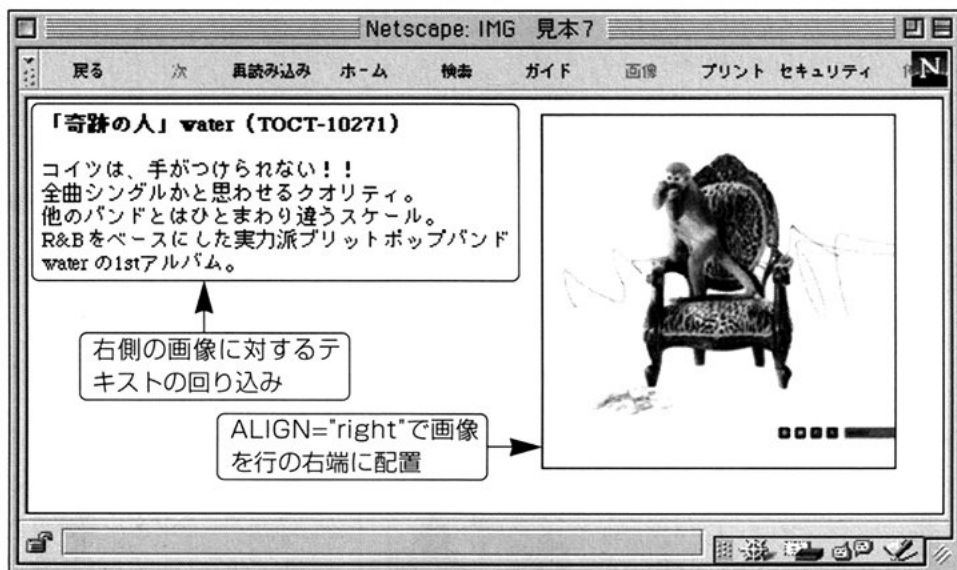 Netscape: IMG 見本7
戻る 次 再読み込み ホーム 検索 ガイド 画像 プリント セキュリティ N
「奇跡の人」water（TOCT-10271）
コイツは、手がつけられない！！
全曲シングルかと思わせるクオリティ。
他のバンドとはひとまわり違うスケール。
R&Bをベースにした実力派ブリットポップバンド
waterの1stアルバム。
右側の画像に対するテ
キストの回り込み
ALIGN="right"で画像
を行の右端に配置